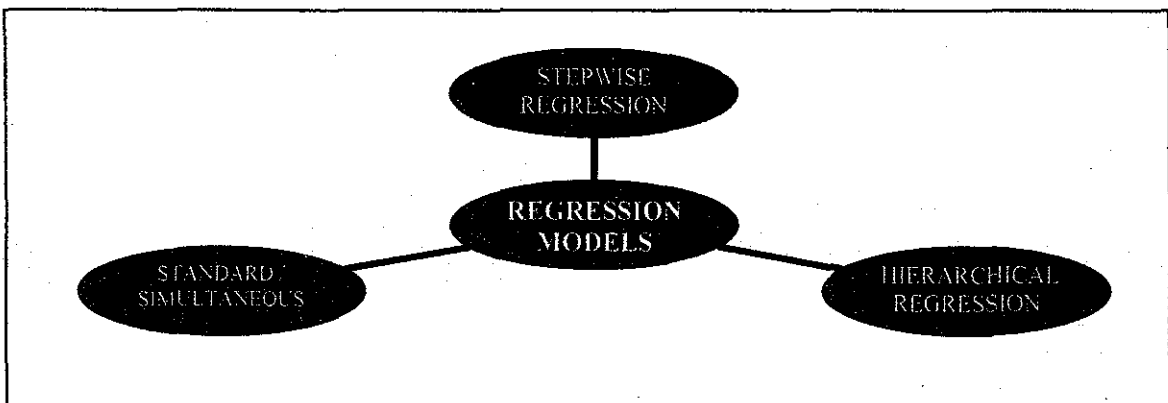 STEPWISE
REGRESSION
REGRESSION
MODELS
STANDARD/
SIMULTANEOUS
HIERARCHICAL
REGRESSION